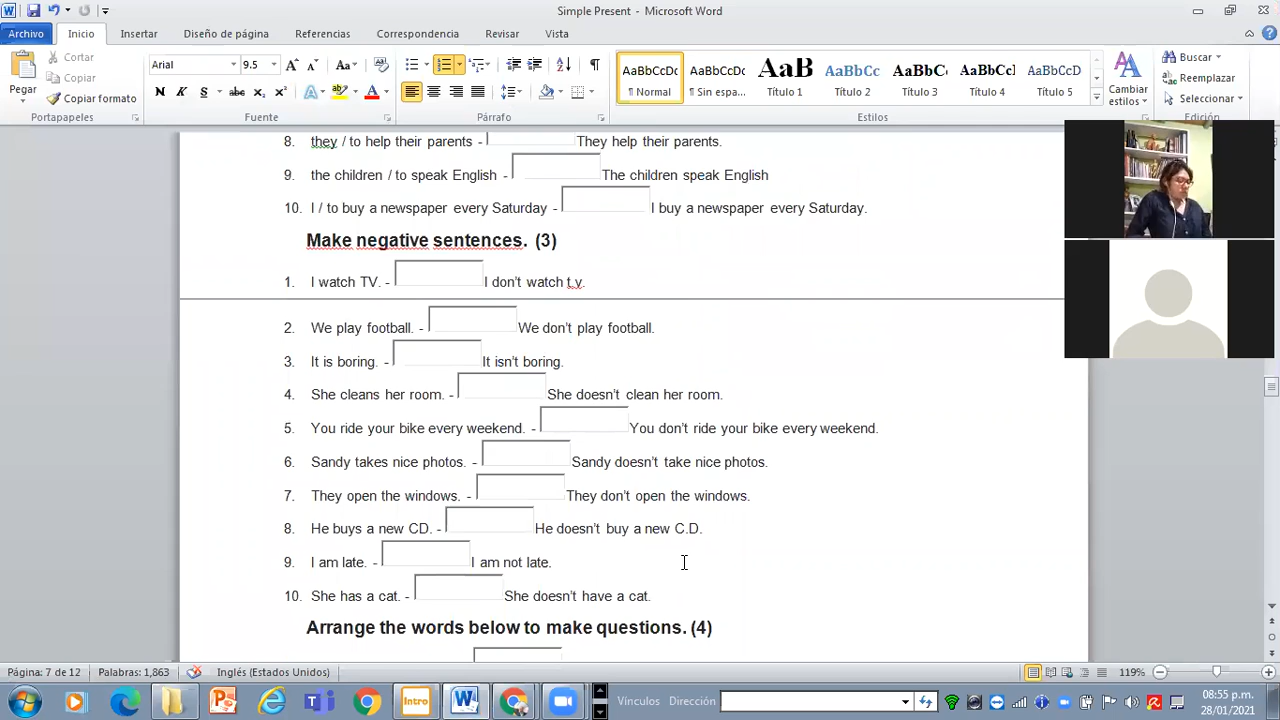 Simple Present - Microsoft Word
Archivo Inicio Insertar Diseño de página Referencias Correspondencia Revisar Vista
Pegar
Cortar
Copiar
Copiar formato
Portapapeles
Arial 9.5
Fuente
Párrafo
AaBbCcDc AaBbCcDc AaB AaBbCc AaBbC AaBbCc AaBbCcD
¶ Normal ¶ Sin espa... Título 1 Título 2 Título 3 Título 4 Título 5
Estilos
Cambiar estilos
Buscar
Reemplazar
Seleccionar
Edición
8. they / to help their parents - They help their parents.
9. the children / to speak English - The children speak English
10. I / to buy a newspaper every Saturday - I buy a newspaper every Saturday.
Make negative sentences. (3)
1. I watch TV. - I don't watch t.v.
2. We play football. - We don't play football.
3. It is boring. - It isn't boring.
4. She cleans her room. - She doesn't clean her room.
5. You ride your bike every weekend. - You don't ride your bike every weekend.
6. Sandy takes nice photos. - Sandy doesn't take nice photos.
7. They open the windows. - They don't open the windows.
8. He buys a new CD. - He doesn't buy a new C.D.
9. I am late. - I am not late.
10. She has a cat. - She doesn't have a cat.
Arrange the words below to make questions. (4)
Página: 7 de 12 Palabras: 1,863 Inglés (Estados Unidos) 119%
Intro Vínculos Dirección 08:55 p.m.
28/01/2021